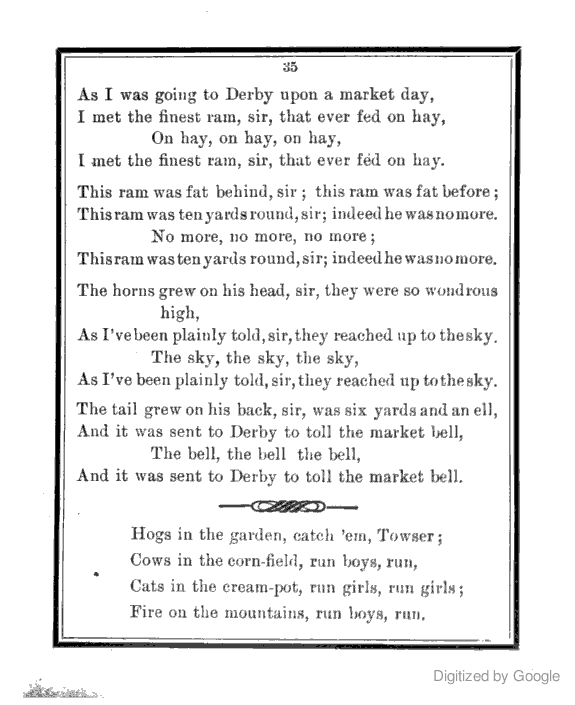 35
As I was going to Derby upon a market day,
I met the finest ram, sir, that ever fed on hay,
On hay, on hay, on hay,
I met the finest ram, sir, that ever fed on hay.
This ram was fat behind, sir; this ram was fat before;
This ram was ten yards round, sir; indeed he was no more.
No more, no more, no more;
This ram was ten yards round, sir; indeed he was no more.
The horns grew on his head, sir, they were so wondrous
high,
As I've been plainly told, sir, they reached up to the sky.
The sky, the sky, the sky,
As I've been plainly told, sir, they reached up to the sky.
The tail grew on his back, sir, was six yards and an ell,
And it was sent to Derby to toll the market bell,
The bell, the bell the bell,
And it was sent to Derby to toll the market bell.
Hogs in the garden, catch 'em, Towser;
Cows in the corn-field, run boys, run,
Cats in the cream-pot, run girls, run girls;
Fire on the mountains, run boys, run.
Digitized by Google